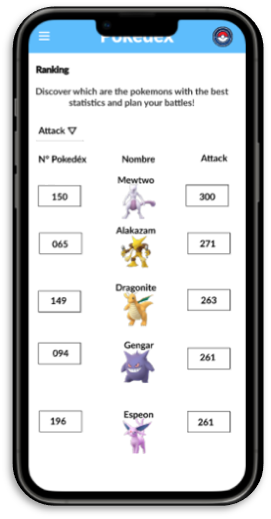 Pokedex
Ranking
Discover which are the pokemons with the best
statistics and plan your battles!
Attack ▽
N° Pokedéx Nombre Attack
Mewtwo
150 300
Alakazam
065 271
Dragonite
149 263
Gengar
094 261
Espeon
196 261